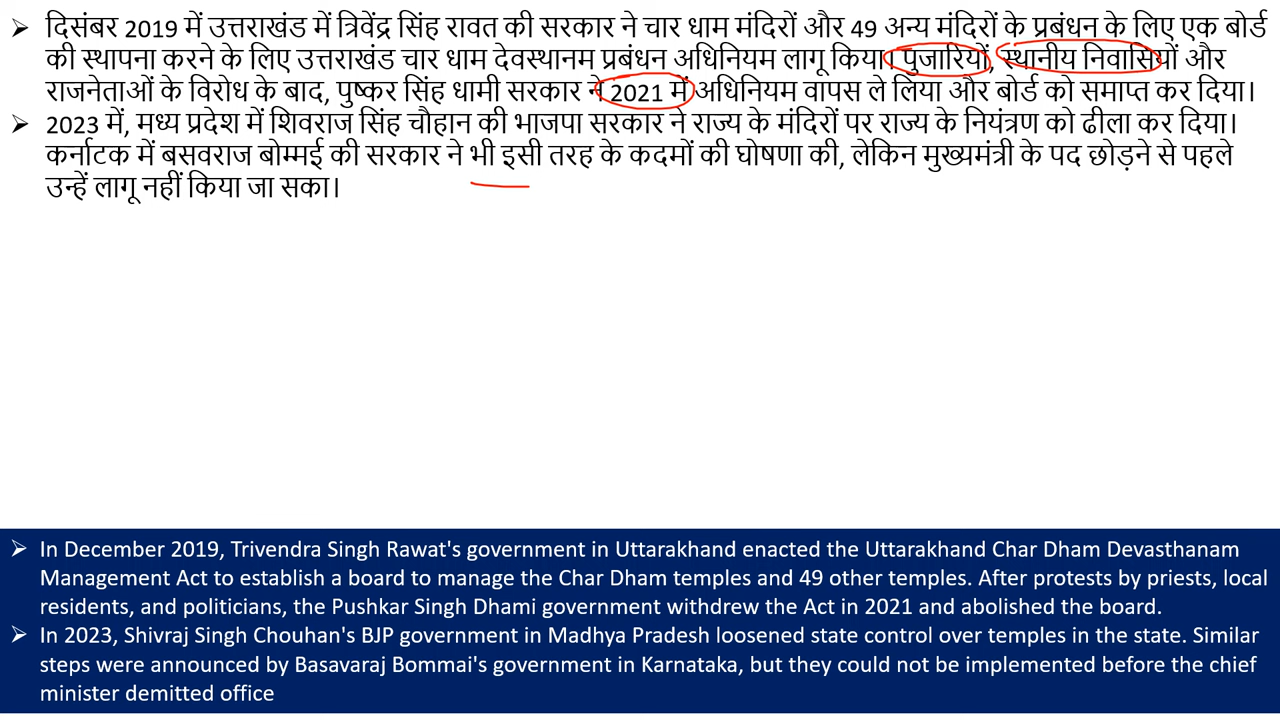 ➢ दिसंबर 2019 में उत्तराखंड में त्रिवेंद्र सिंह रावत की सरकार ने चार धाम मंदिरों और 49 अन्य मंदिरों के प्रबंधन के लिए एक बोर्ड
की स्थापना करने के लिए उत्तराखंड चार धाम देवस्थानम प्रबंधन अधिनियम लागू किया। पुजारियों, स्थानीय निवासियों और
राजनेताओं के विरोध के बाद, पुष्कर सिंह धामी सरकार ने 2021 में अधिनियम वापस ले लिया और बोर्ड को समाप्त कर दिया।
➢ 2023 में, मध्य प्रदेश में शिवराज सिंह चौहान की भाजपा सरकार ने राज्य के मंदिरों पर राज्य के नियंत्रण को ढीला कर दिया।
कर्नाटक में बसवराज बोम्मई की सरकार ने भी इसी तरह के कदमों की घोषणा की, लेकिन मुख्यमंत्री के पद छोड़ने से पहले
उन्हें लागू नहीं किया जा सका।
➢ In December 2019, Trivendra Singh Rawat's government in Uttarakhand enacted the Uttarakhand Char Dham Devasthanam
Management Act to establish a board to manage the Char Dham temples and 49 other temples. After protests by priests, local
residents, and politicians, the Pushkar Singh Dhami government withdrew the Act in 2021 and abolished the board.
➢ In 2023, Shivraj Singh Chouhan's BJP government in Madhya Pradesh loosened state control over temples in the state. Similar
steps were announced by Basavaraj Bommai's government in Karnataka, but they could not be implemented before the chief
minister demitted office